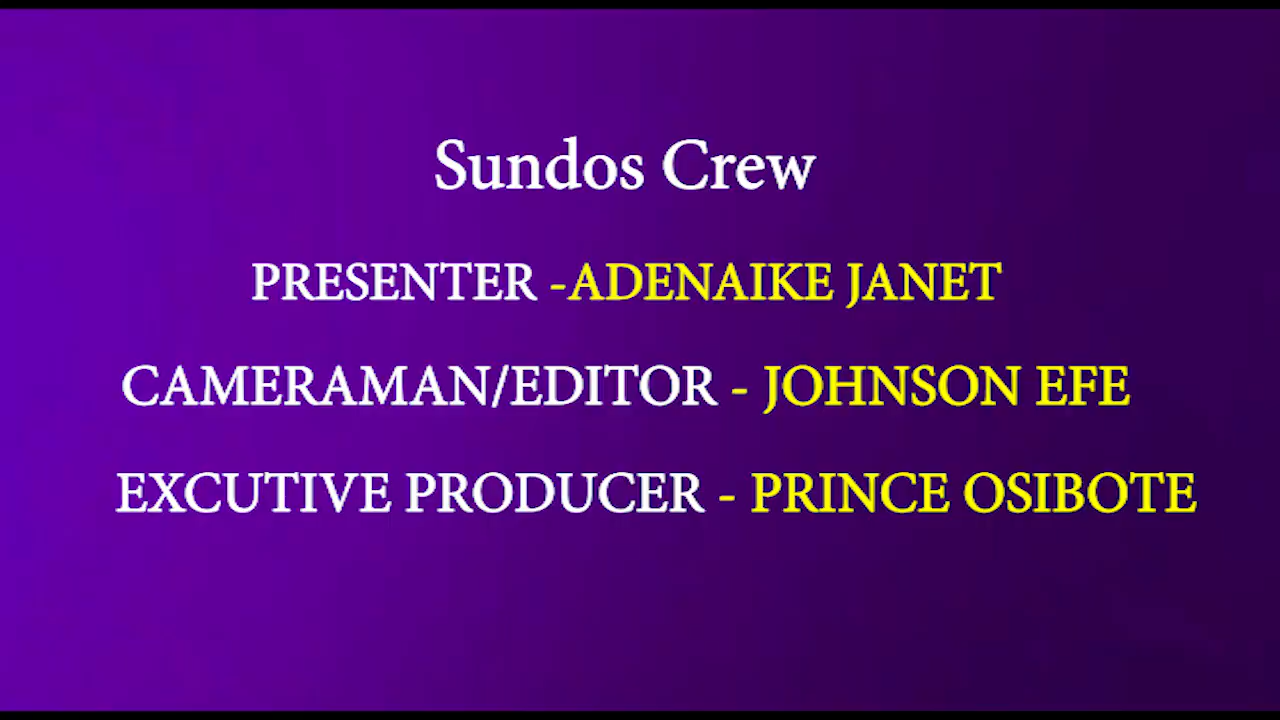 Sundos Crew
PRESENTER -ADENAIKE JANET
CAMERAMAN/EDITOR - JOHNSON EFE
EXCUTIVE PRODUCER - PRINCE OSIBOTE